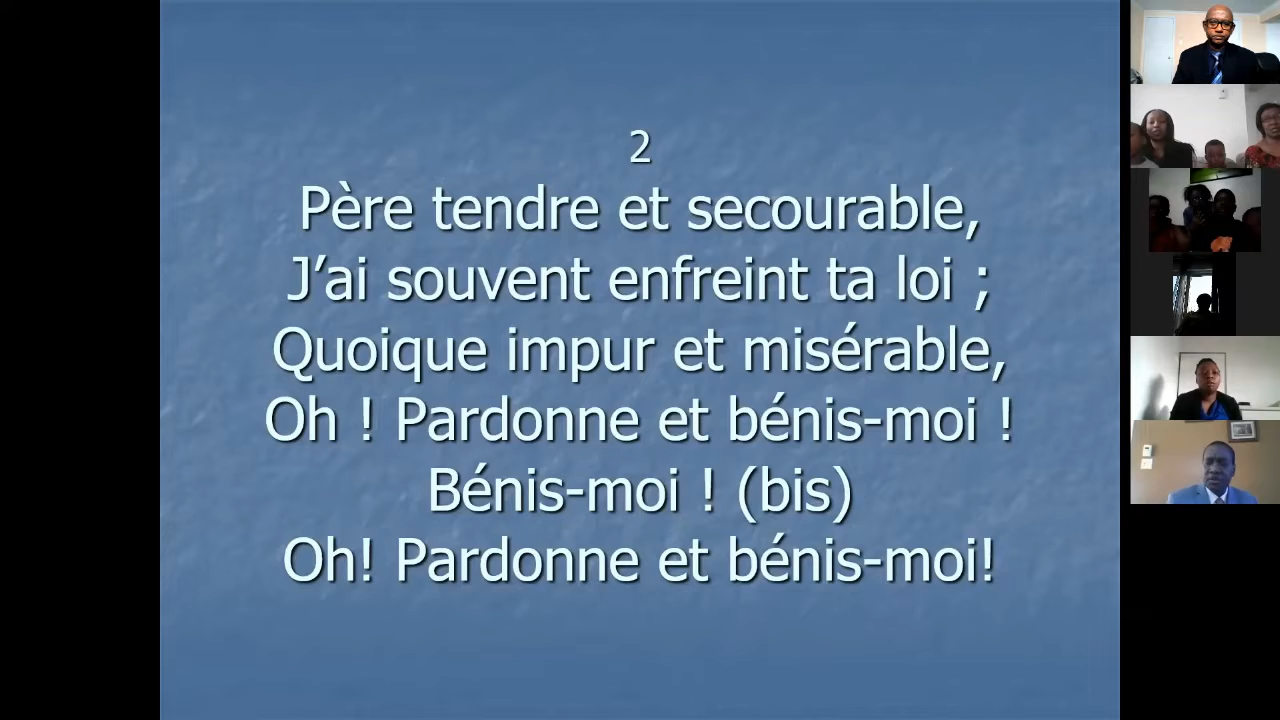 2
Père tendre et secourable,
J’ai souvent enfreint ta loi ;
Quoique impur et misérable,
Oh ! Pardonne et bénis-moi !
Bénis-moi ! (bis)
Oh! Pardonne et bénis-moi!